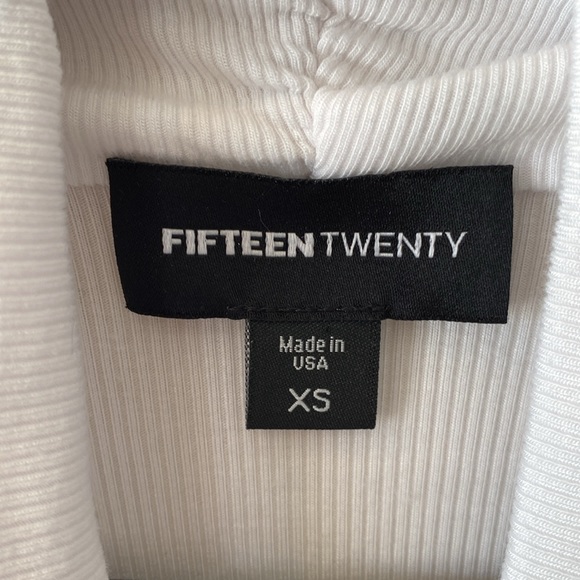 FIFTEEN TWENTY
Made in
USA
XS